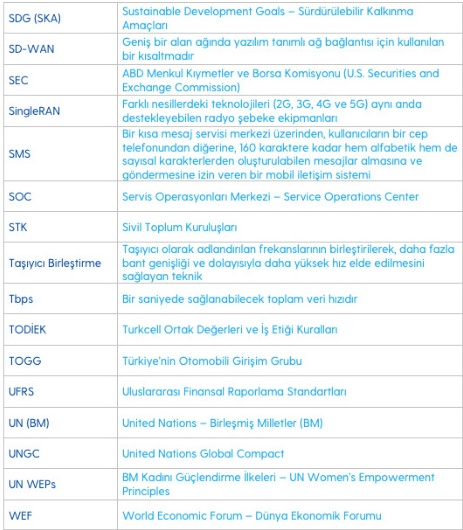 SDG (SKA)
Sustainable Development Goals – Sürdürülebilir Kalkınma
Amaçları
SD-WAN
Geniş bir alan ağında yazılım tanımlı ağ bağlantısı için kullanılan
bir kısaltmadır
SEC
ABD Menkul Kıymetler ve Borsa Komisyonu (U.S. Securities and
Exchange Commission)
SingleRAN
Farklı nesillerdeki teknolojileri (2G, 3G, 4G ve 5G) aynı anda
destekleyebilen radyo şebeke ekipmanları
SMS
Bir kısa mesaj servisi merkezi üzerinden, kullanıcıların bir cep
telefonundan diğerine, 160 karaktere kadar hem alfabetik hem de
sayısal karakterlerden oluşturulabilen mesajlar almasına ve
göndermesine izin veren bir mobil iletişim sistemi
SOC
Servis Operasyonları Merkezi – Service Operations Center
STK
Sivil Toplum Kuruluşları
Taşıyıcı Birleştirme
Taşıyıcı olarak adlandırılan frekanslarının birleştirilerek, daha fazla
bant genişliği ve dolayısıyla daha yüksek hız elde edilmesini
sağlayan teknik
Tbps
Bir saniyede sağlanabilecek toplam veri hızıdır
TODİEK
Turkcell Ortak Değerleri ve İş Etiği Kuralları
TOGG
Türkiye'nin Otomobili Girişim Grubu
UFRS
Uluslararası Finansal Raporlama Standartları
UN (BM)
United Nations – Birleşmiş Milletler (BM)
UNGC
United Nations Global Compact
UN WEPs
BM Kadını Güçlendirme İlkeleri – UN Women's Empowerment
Principles
WEF
World Economic Forum – Dünya Ekonomik Forumu